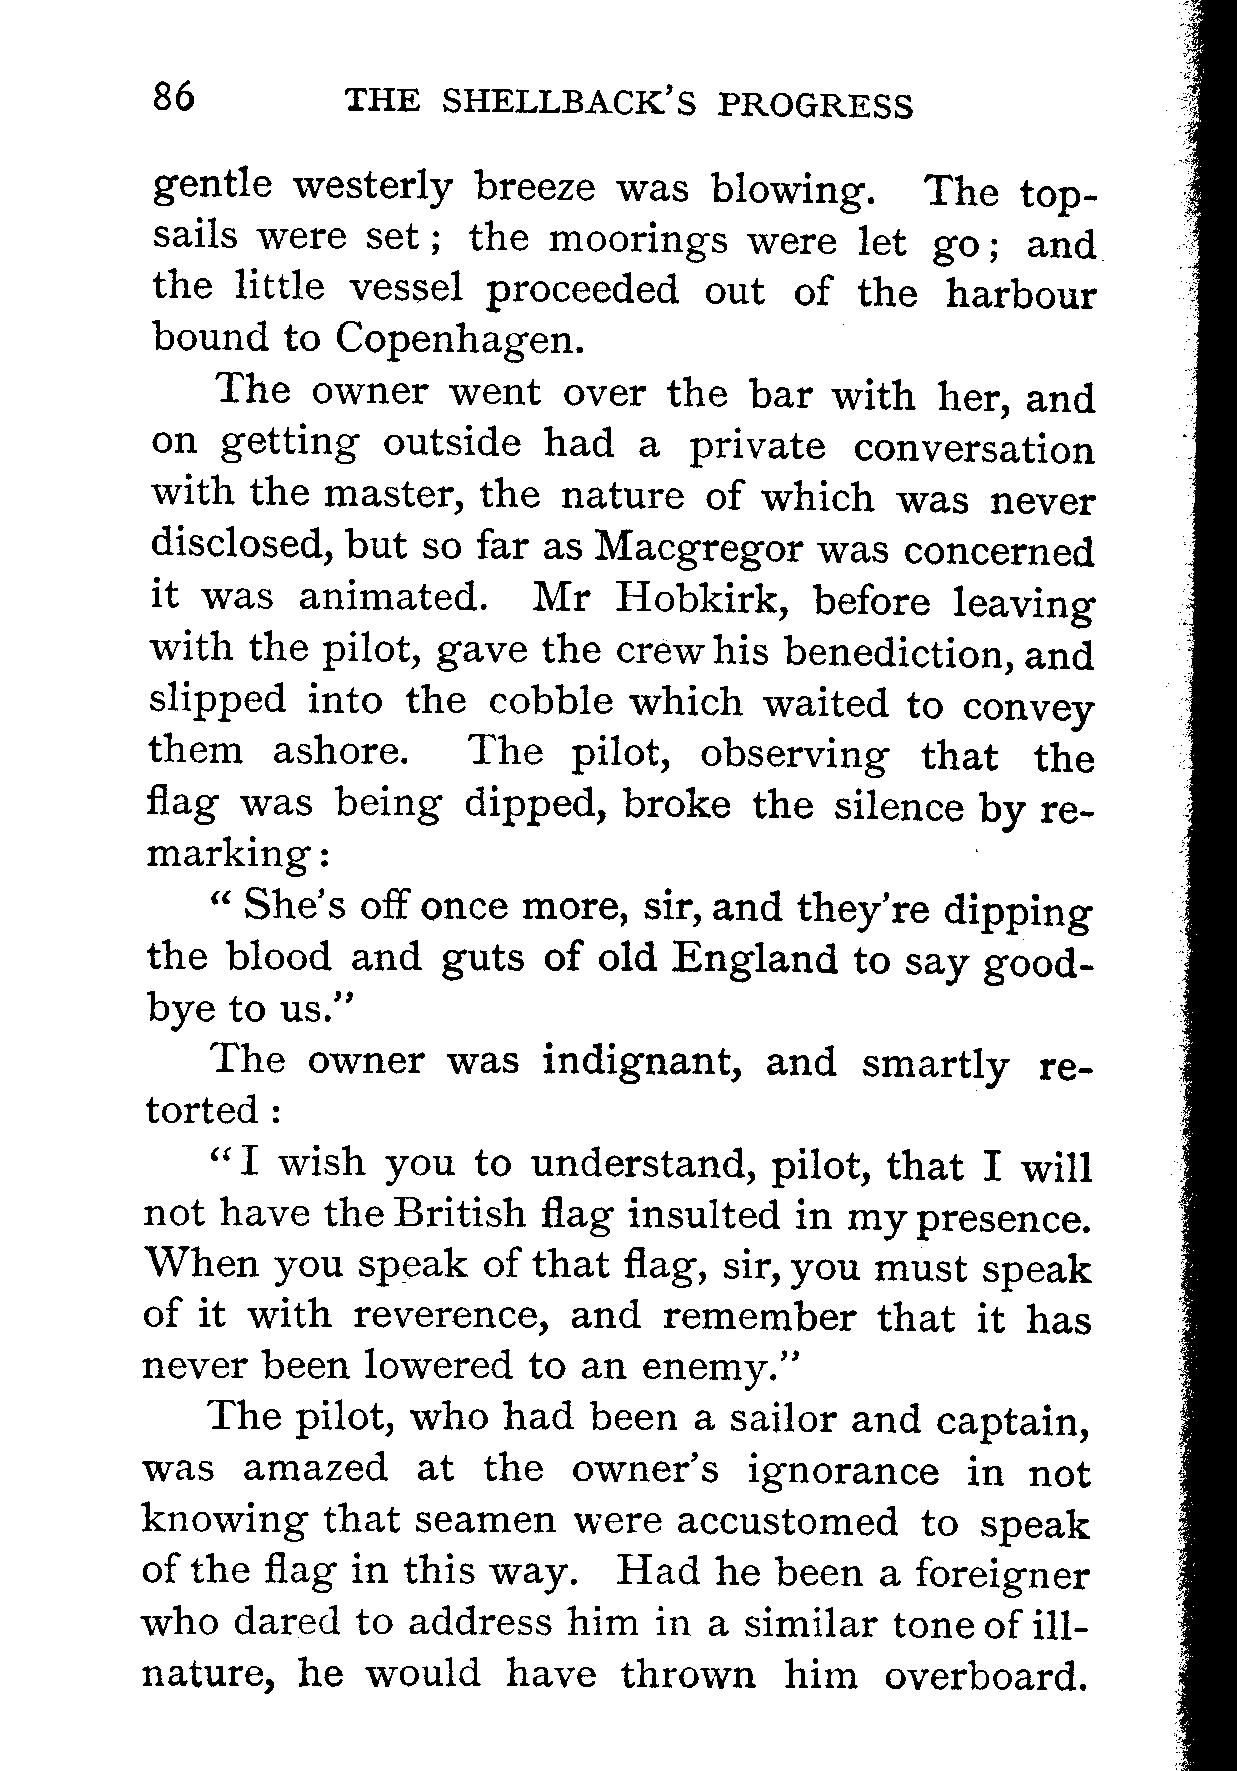 86 THE SHELLBACK'S PROGRESS
gentle westerly breeze was blowing. The top-
sails were set ; the moorings were let go ; and
the little vessel proceeded out of the harbour
bound to Copenhagen.
The owner went over the bar with her, and
on getting outside had a private conversation
with the master, the nature of which was never
disclosed, but so far as Macgregor was concerned
it was animated. Mr Hobkirk, before leaving
with the pilot, gave the crew his benediction, and
slipped into the cobble which waited to convey
them ashore. The pilot, observing that the
flag was being dipped, broke the silence by re-
marking :
“ She's off once more, sir, and they're dipping
the blood and guts of old England to say good-
bye to us.”
The owner was indignant, and smartly re-
torted :
“ I wish you to understand, pilot, that I will
not have the British flag insulted in my presence.
When you speak of that flag, sir, you must speak
of it with reverence, and remember that it has
never been lowered to an enemy.”
The pilot, who had been a sailor and captain,
was amazed at the owner's ignorance in not
knowing that seamen were accustomed to speak
of the flag in this way. Had he been a foreigner
who dared to address him in a similar tone of ill-
nature, he would have thrown him overboard.